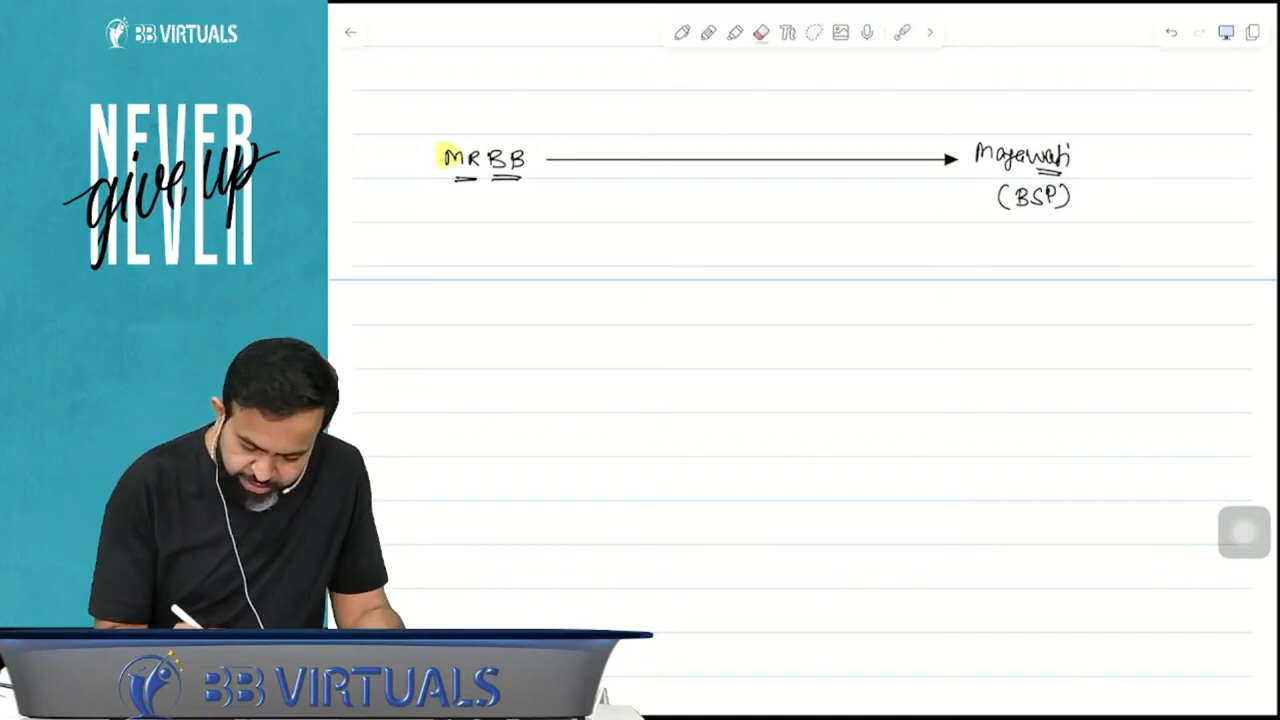 BB VIRTUALS
NEVER
give up
NEVER
MRBB
Mayawati
(BSP)
BB VIRTUALS